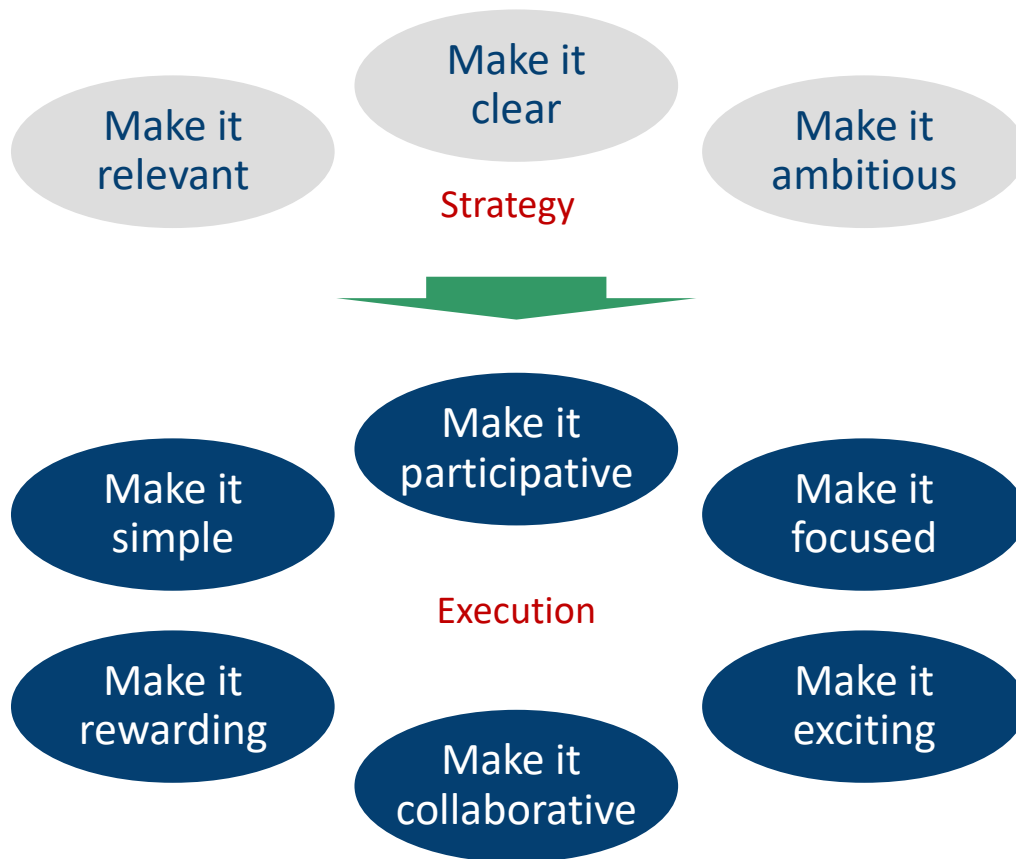 Make it
relevant
Make it
clear
Make it
ambitious
Strategy
Make it
simple
Make it
participative
Make it
focused
Execution
Make it
rewarding
Make it
collaborative
Make it
exciting